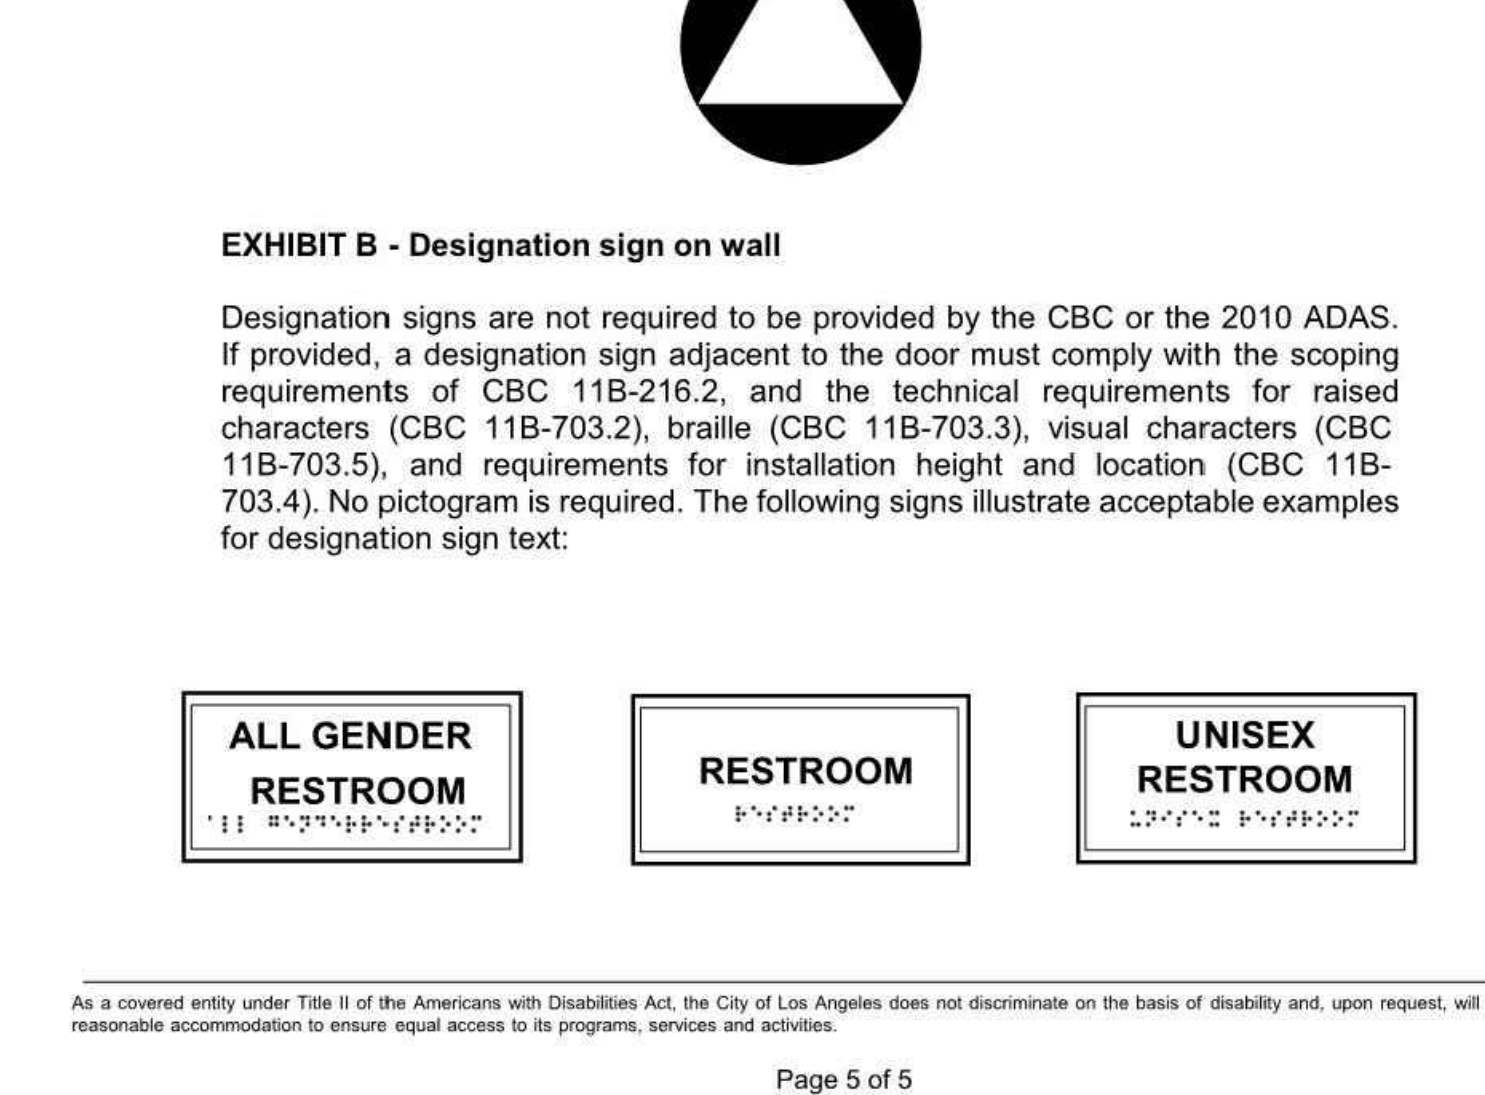 EXHIBIT B - Designation sign on wall
Designation signs are not required to be provided by the CBC or the 2010 ADAS.
If provided, a designation sign adjacent to the door must comply with the scoping
requirements of CBC 11B-216.2, and the technical requirements for raised
characters (CBC 11B-703.2), braille (CBC 11B-703.3), visual characters (CBC
11B-703.5), and requirements for installation height and location (CBC 11B-
703.4). No pictogram is required. The following signs illustrate acceptable examples
for designation sign text:
ALL GENDER
RESTROOM
⠁⠇⠇ ⠛⠑⠝⠙⠑⠗⠗⠑⠎⠞⠗⠕⠕⠍
RESTROOM
⠗⠑⠎⠞⠗⠕⠕⠍
UNISEX
RESTROOM
⠥⠝⠊⠎⠑⠭ ⠗⠑⠎⠞⠗⠕⠕⠍
As a covered entity under Title II of the Americans with Disabilities Act, the City of Los Angeles does not discriminate on the basis of disability and, upon request, will
reasonable accommodation to ensure equal access to its programs, services and activities.
Page 5 of 5